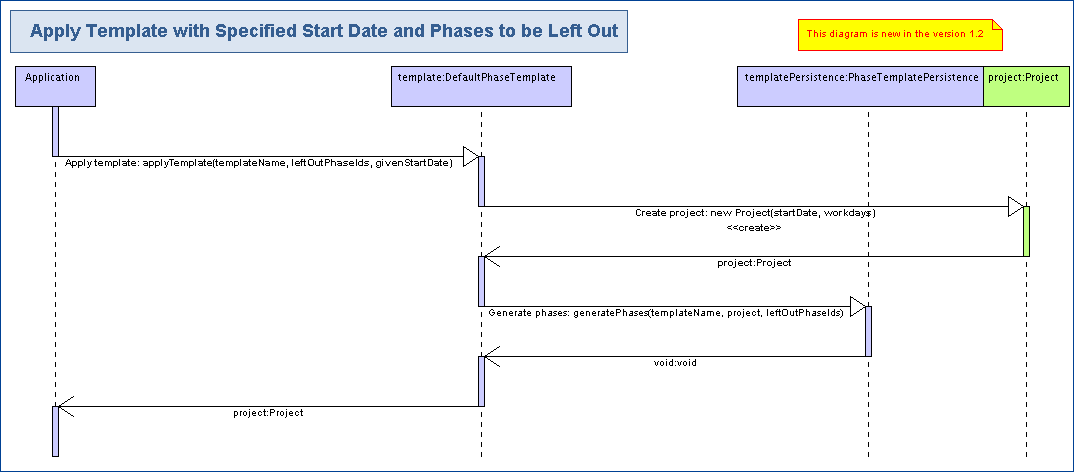 Apply Template with Specified Start Date and Phases to be Left Out
This diagram is new in the version 1.2
Application
template:DefaultPhaseTemplate
templatePersistence:PhaseTemplatePersistence
project:Project
Apply template: applyTemplate(templateName, leftOutPhaseIds, givenStartDate)
Create project: new Project(startDate, workdays)
<<create>>
project:Project
Generate phases: generatePhases(templateName, project, leftOutPhaseIds)
void:void
project:Project